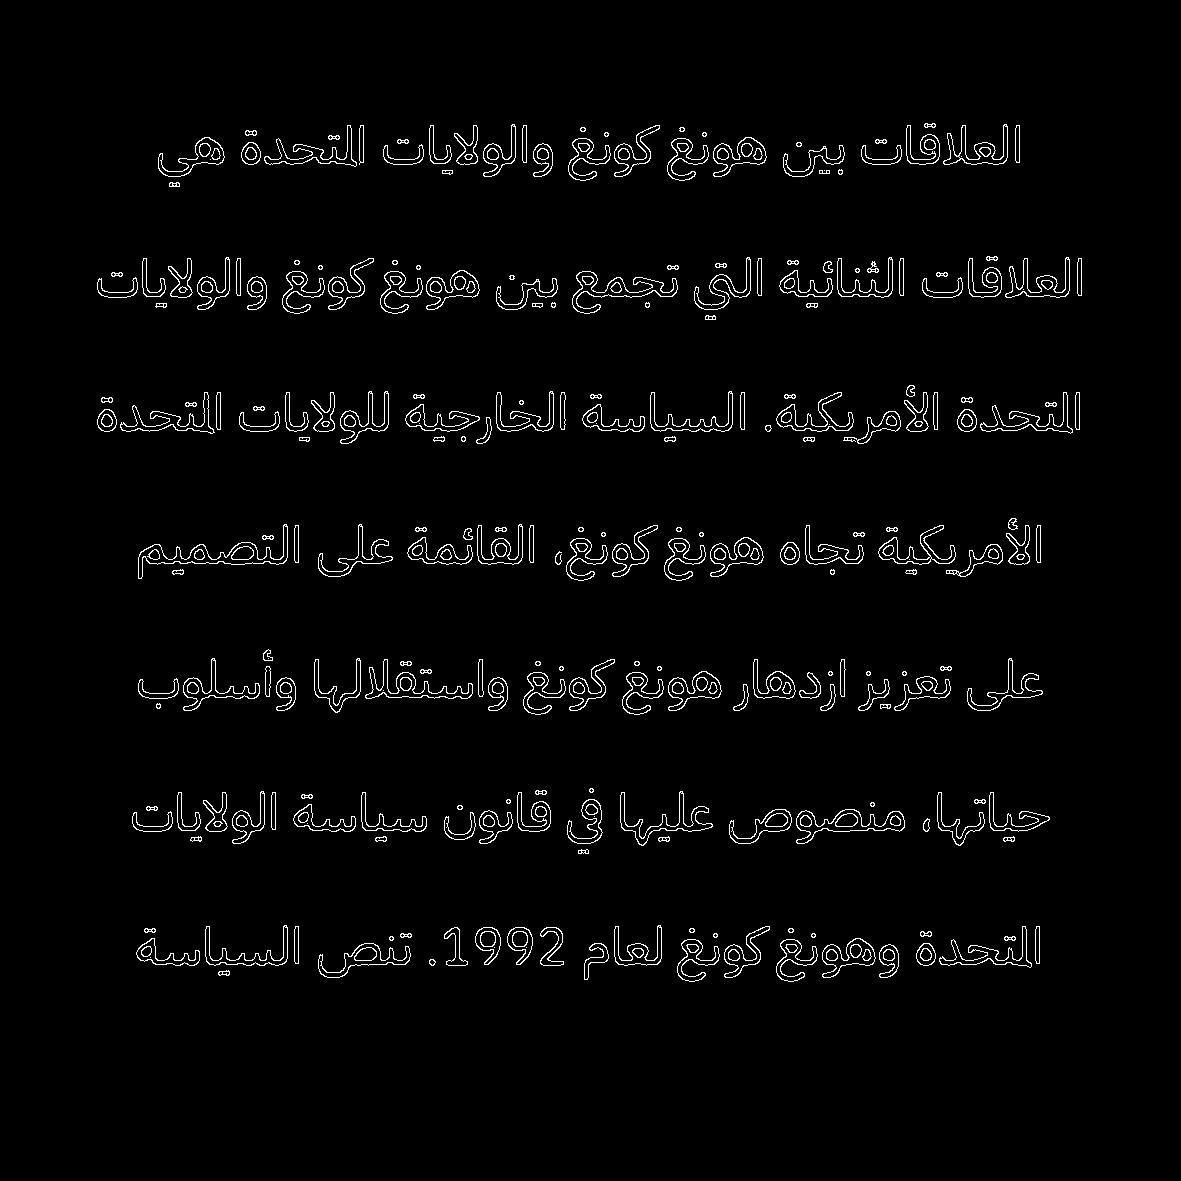 العلاقات بين هونغ كونغ والولايات المتحدة هي
العلاقات الثنائية التي تجمع بين هونغ كونغ والولايات
المتحدة الأمريكية. السياسة الخارجية للولايات المتحدة
الأمريكية تجاه هونغ كونغ، القائمة على التصميم
على تعزيز ازدهار هونغ كونغ واستقلالها وأسلوب
حياتها، منصوص عليها في قانون سياسة الولايات
المتحدة وهونغ كونغ لعام 1992. تنص السياسة